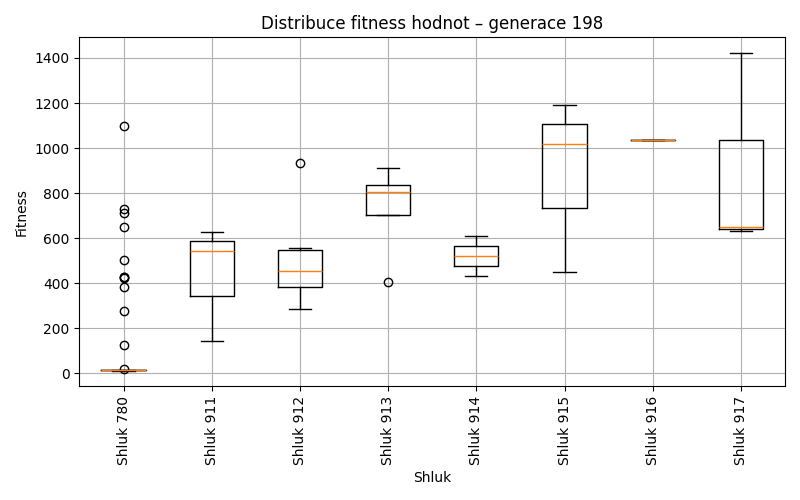 Distribuce fitness hodnot – generace 198
1400
1200
1000
800
600
400
200
0
Fitness
Shluk 780
Shluk 911
Shluk 912
Shluk 913
Shluk 914
Shluk 915
Shluk 916
Shluk 917
Shluk